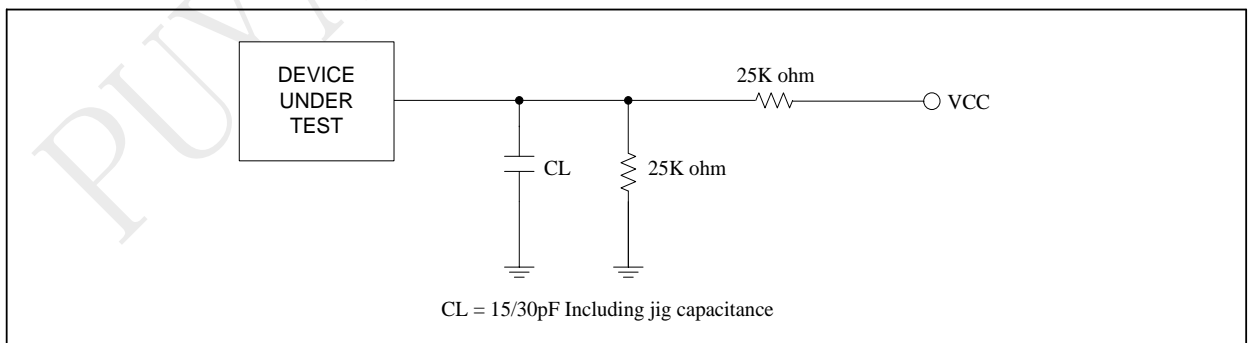 DEVICE
UNDER
TEST
25K ohm
VCC
CL
25K ohm
CL = 15/30pF Including jig capacitance